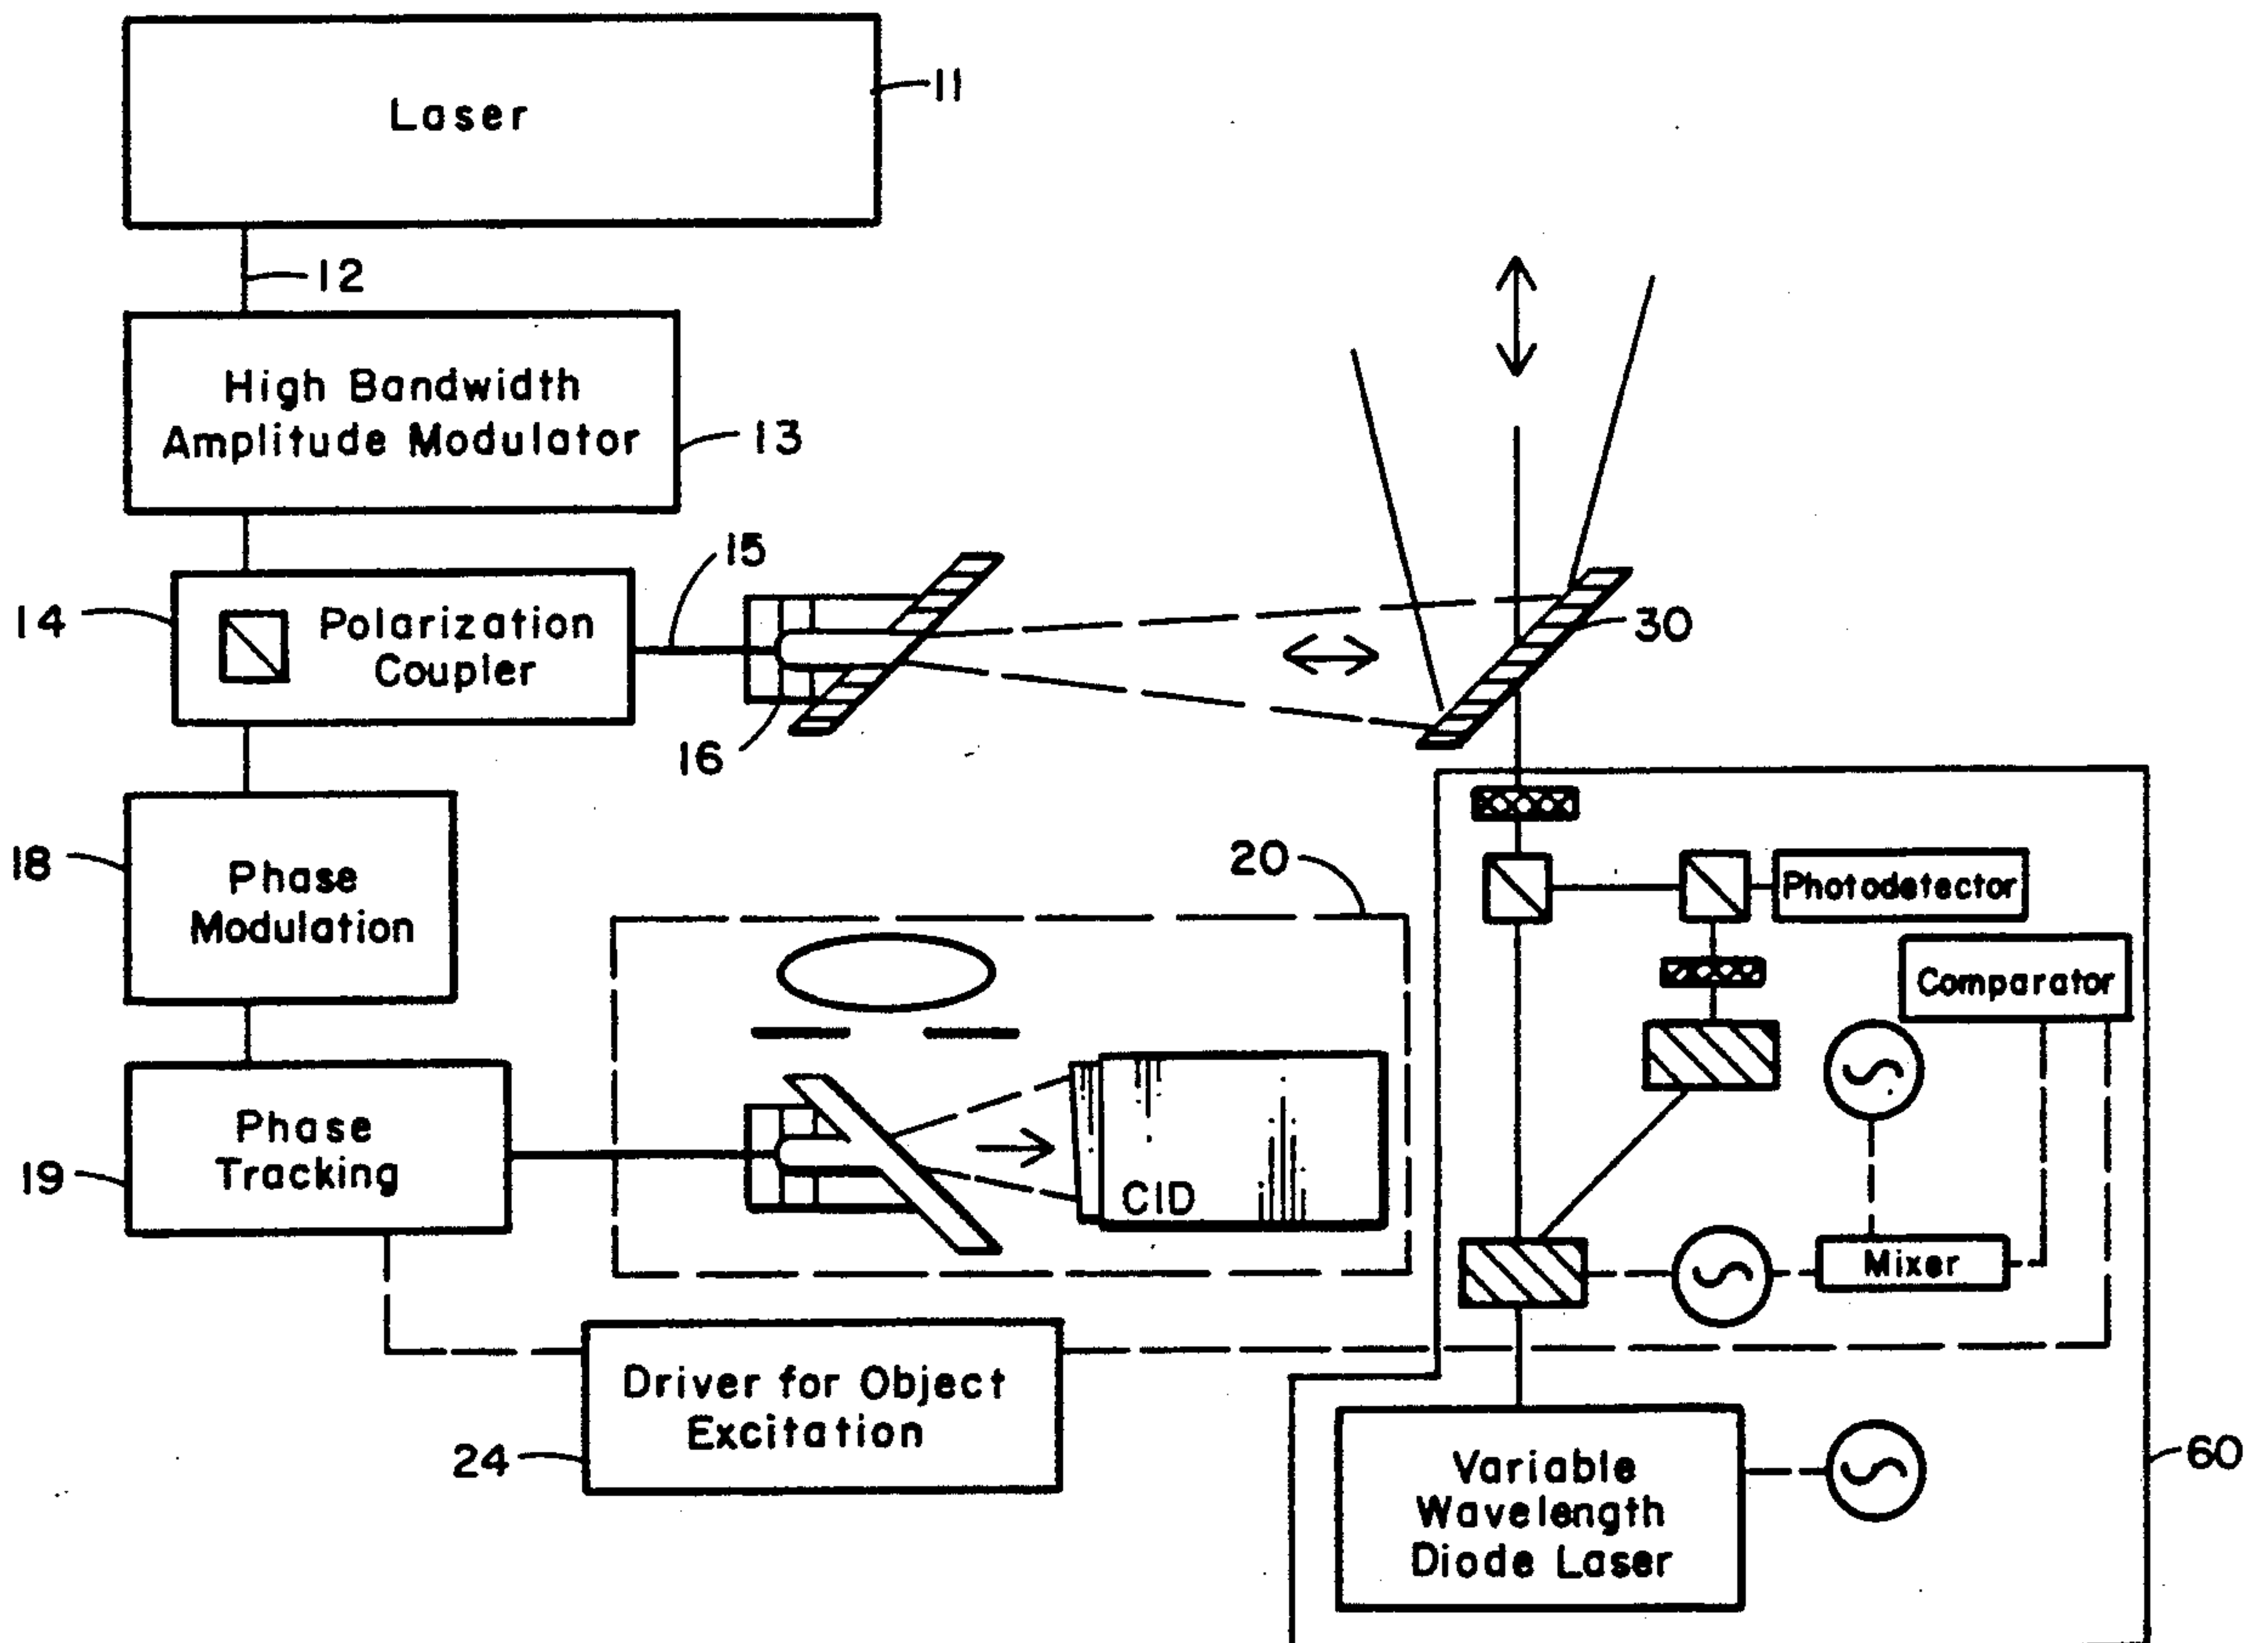 Laser
11
12
High Bandwidth
Amplitude Modulator
13
14
Polarization
Coupler
15
16
30
18
Phase
Modulation
20
Photodetector
Comparator
19
Phase
Tracking
CID
Mixer
Driver for Object
Excitation
24
Variable
Wavelength
Diode Laser
60